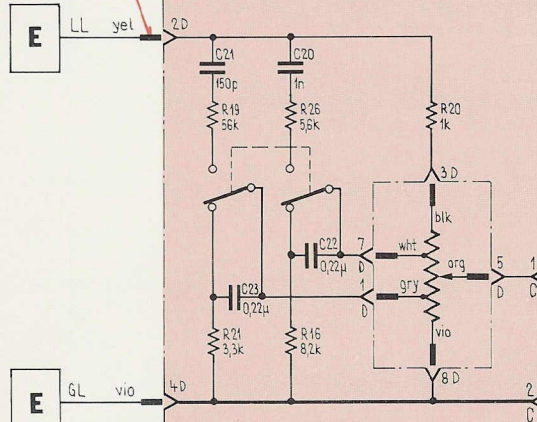 E LL yel 2D
C21 C20
150p 1n
R19 R26 R20
56k 5,6k 1k
3D
blk
C22 7 wht 5 1
0,22µ D org D C
C23 1 gry
0,22µ D
R21 R16 vio
3,3k 8,2k
8D
E GL vio 4D 2
C